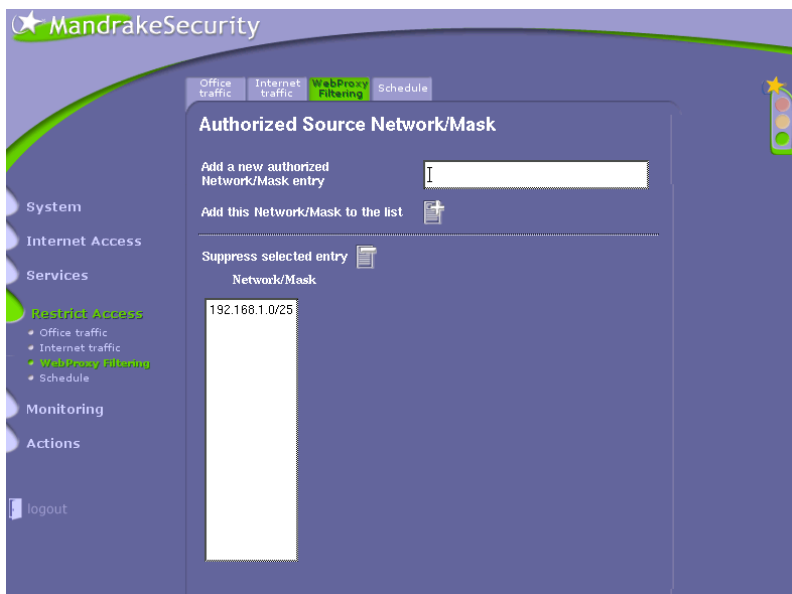 MandrakeSecurity
Office traffic
Internet traffic
WebProxy Filtering
Schedule
Authorized Source Network/Mask
Add a new authorized
Network/Mask entry
Add this Network/Mask to the list
Suppress selected entry
Network/Mask
192.168.1.0/25
System
Internet Access
Services
Restrict Access
Office traffic
Internet traffic
WebProxy Filtering
Schedule
Monitoring
Actions
logout